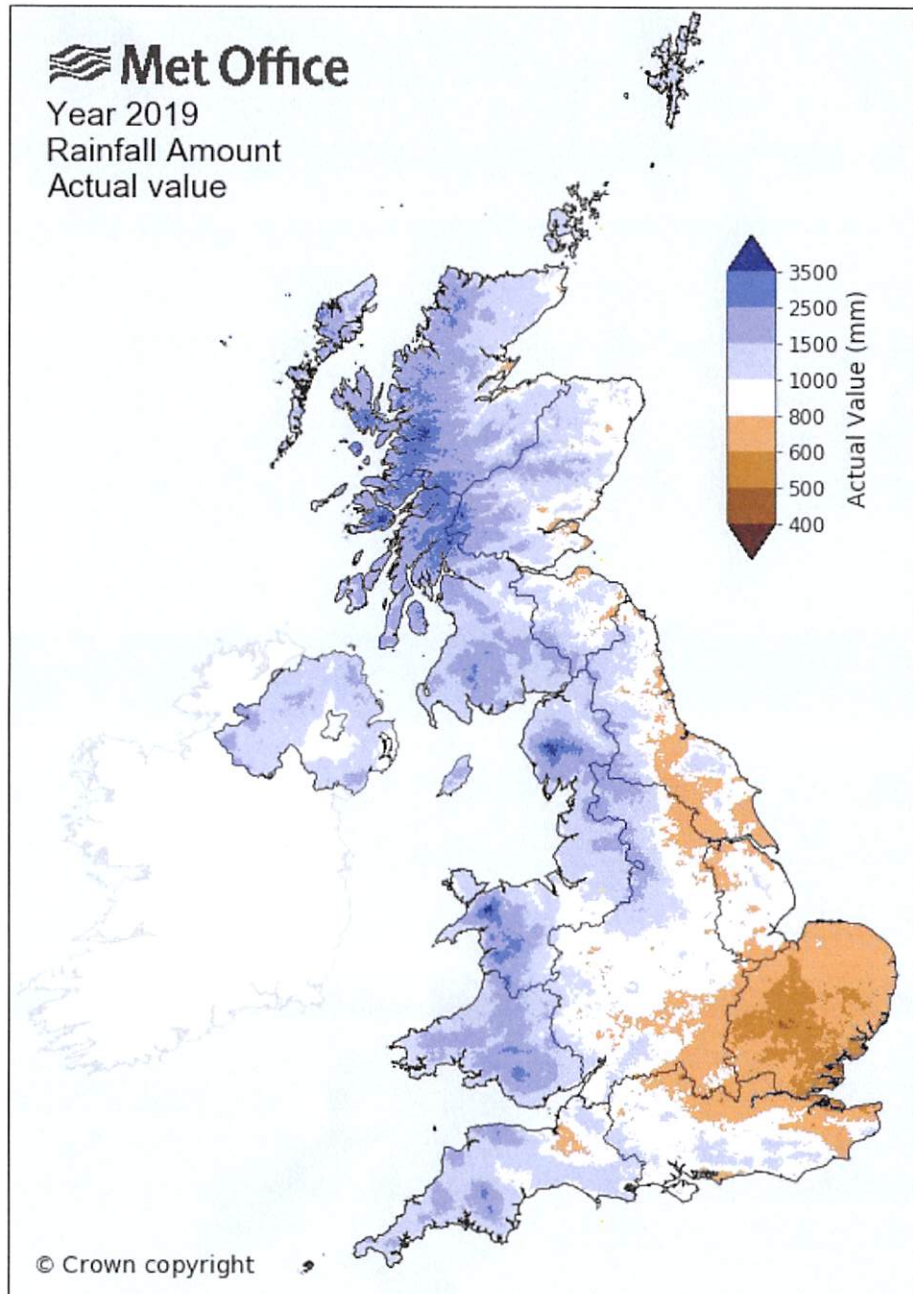 Met Office
Year 2019
Rainfall Amount
Actual value
3500
2500
1500
1000
800
600
500
400
Actual Value (mm)
© Crown copyright